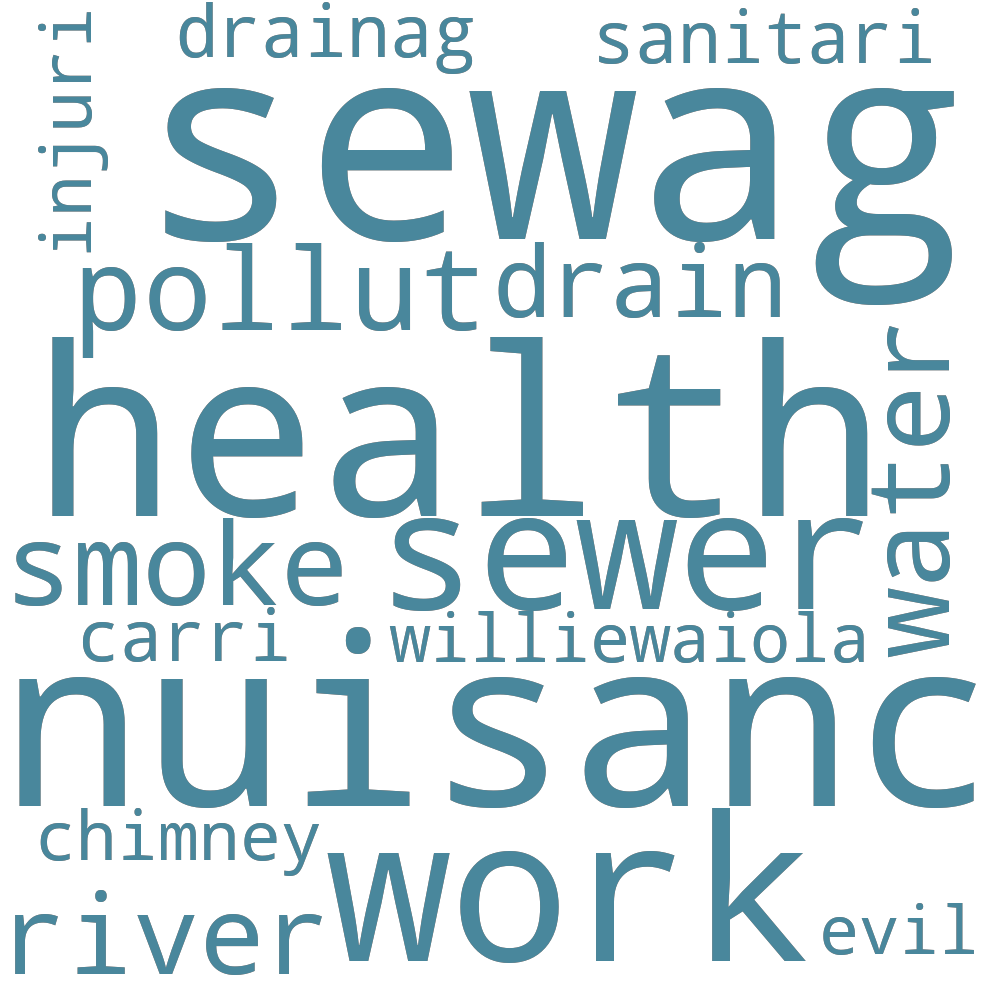 injuri
drainag
sanitari
sewag
pollut
drain
health
water
smoke
sewer
carri
williewaiola
nuisanc
chimney
work
river
evil